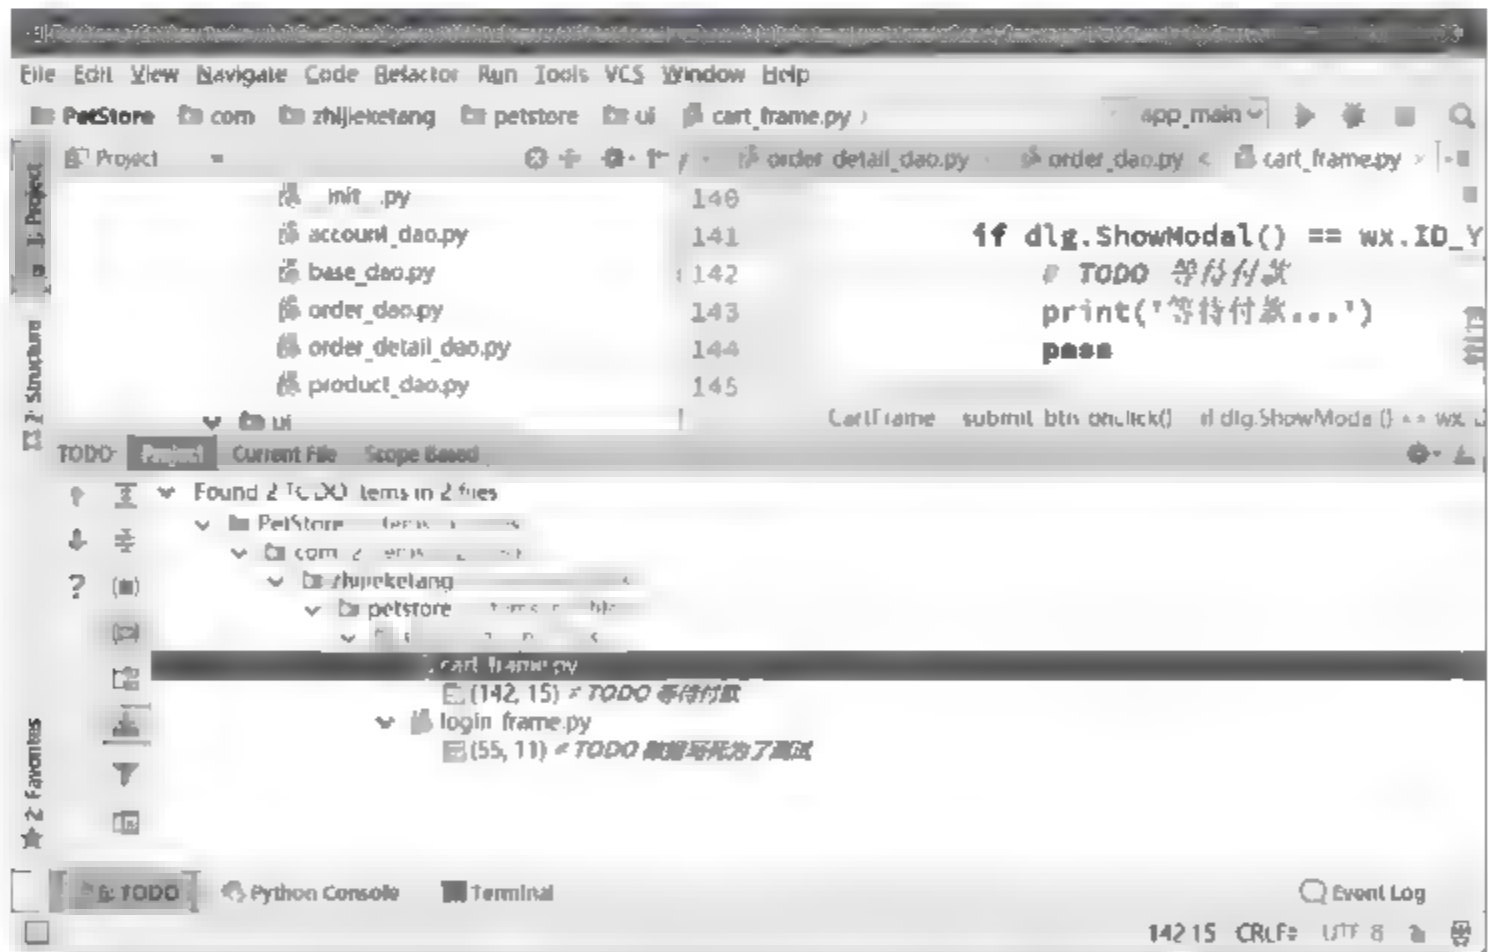 File Edit View Navigate Code Refactor Run Tools VCS Window Help
PetStore com zhijieketang petstore ui cart_frame.py app_main
Project order_detail_dao.py order_dao.py cart_frame.py
1: Project
__init__.py
account_dao.py
base_dao.py
order_dao.py
order_detail_dao.py
product_dao.py
ui
140
141 if dlg.ShowModal() == wx.ID_Y
142 # TODO 等待付款
143 print('等待付款...')
144 pass
145
CartFrame submit_btn_onclick() if dlg.ShowModal() == wx.
2: Structure
TODO: Project Current File Scope Based
Found 2 TODO items in 2 files
PetStore
com 2 items
zhijieketang
petstore
cart_frame.py
(142, 15) # TODO 等待付款
login_frame.py
(55, 11) # TODO
2: Favorites
6: TODO Python Console Terminal Event Log
142:15 CRLF UTF-8